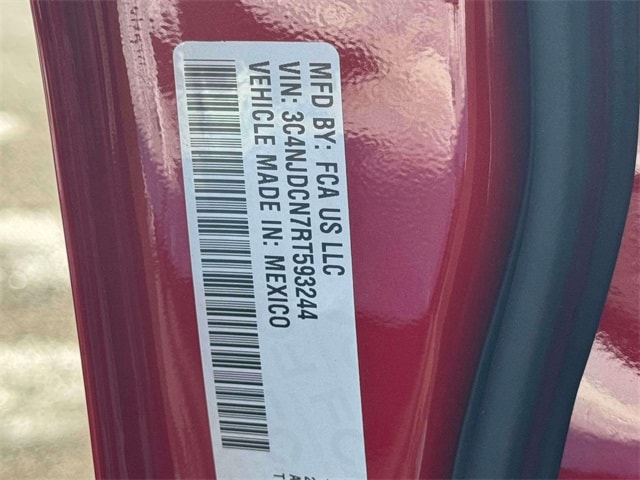 MFD BY: FCA US LLC
VIN: 3C4NJDCN7RT593244
VEHICLE MADE IN: MEXICO